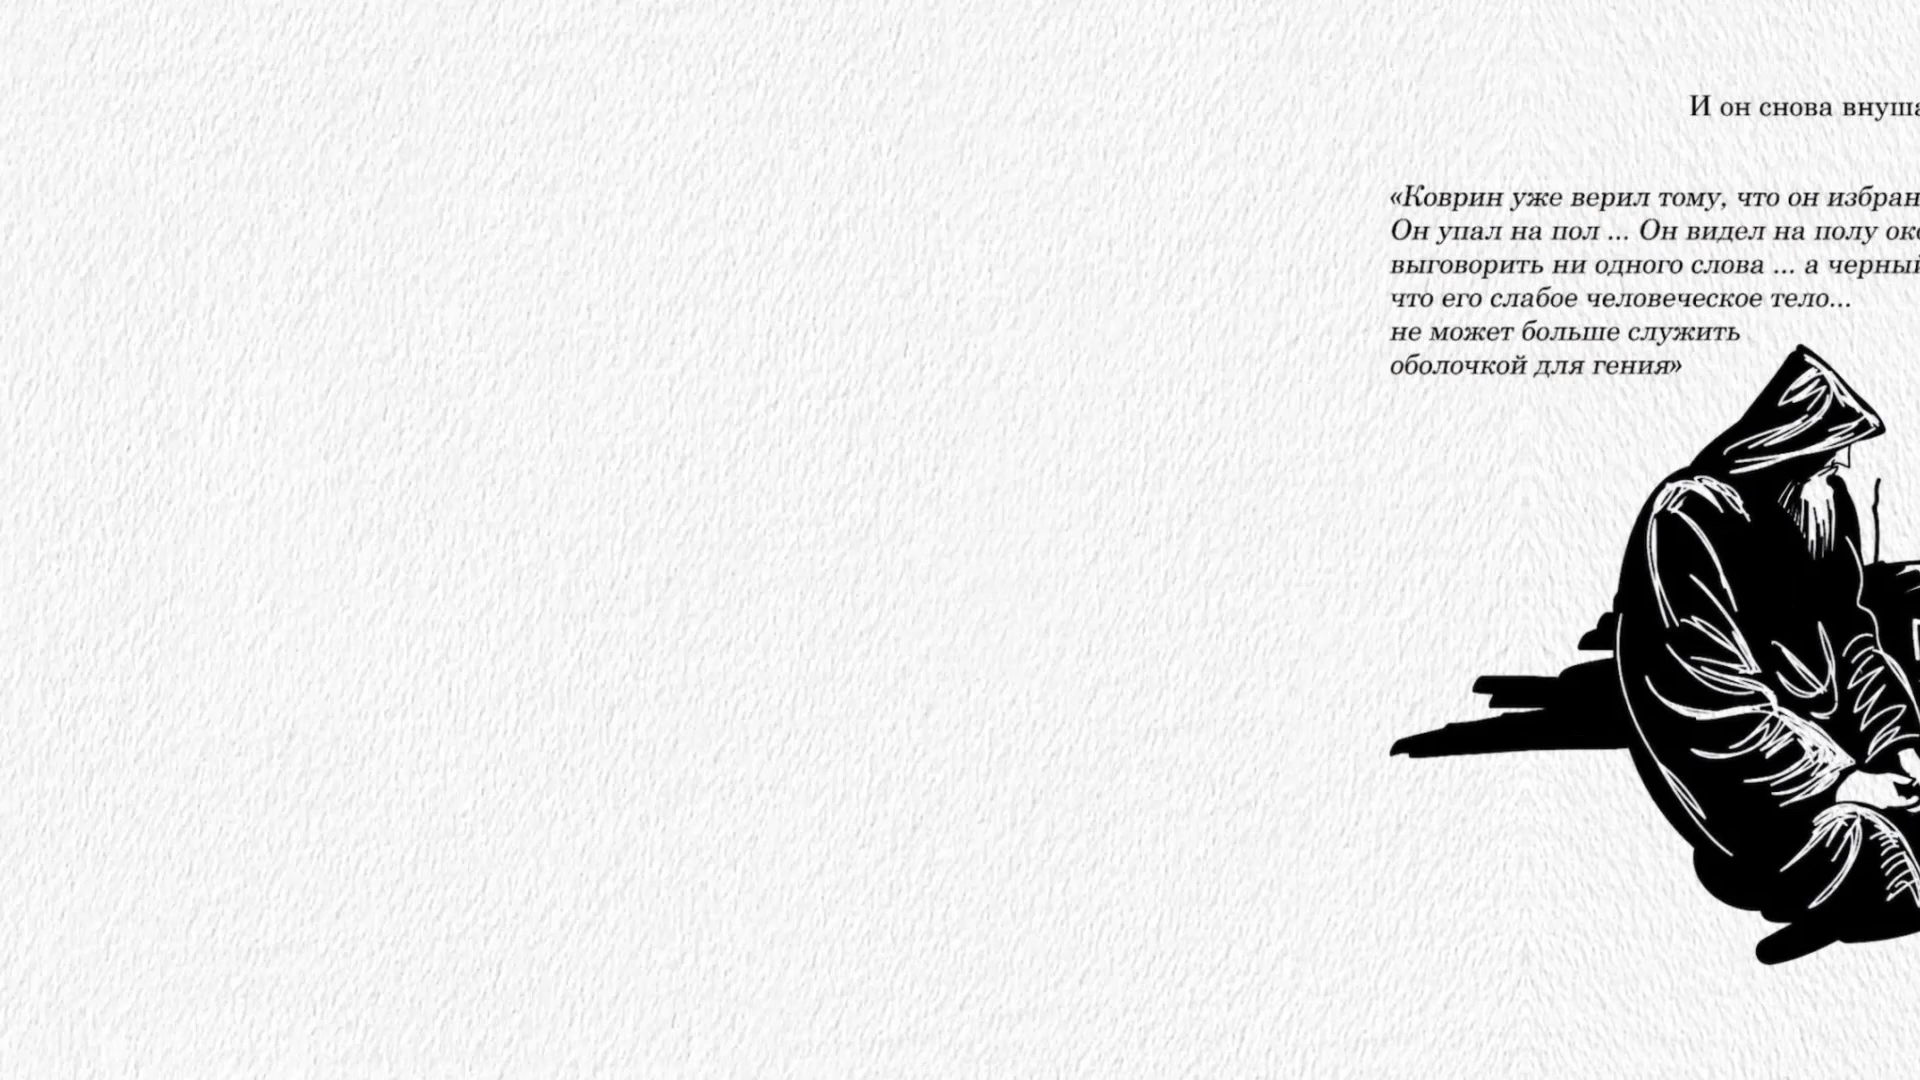 И он снова внуша
«Коврин уже верил тому, что он избран
Он упал на пол ... Он видел на полу око
выговорить ни одного слова ... а черный
что его слабое человеческое тело...
не может больше служить
оболочкой для гения»